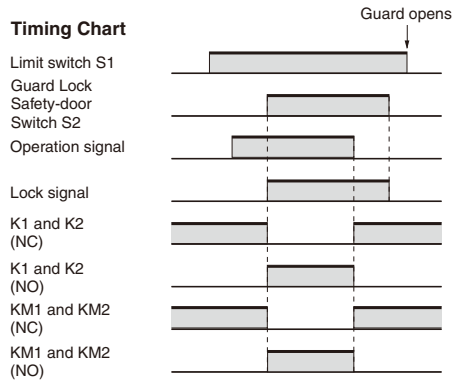 Guard opens
Timing Chart
Limit switch S1
Guard Lock
Safety-door
Switch S2
Operation signal
Lock signal
K1 and K2
(NC)
K1 and K2
(NO)
KM1 and KM2
(NC)
KM1 and KM2
(NO)